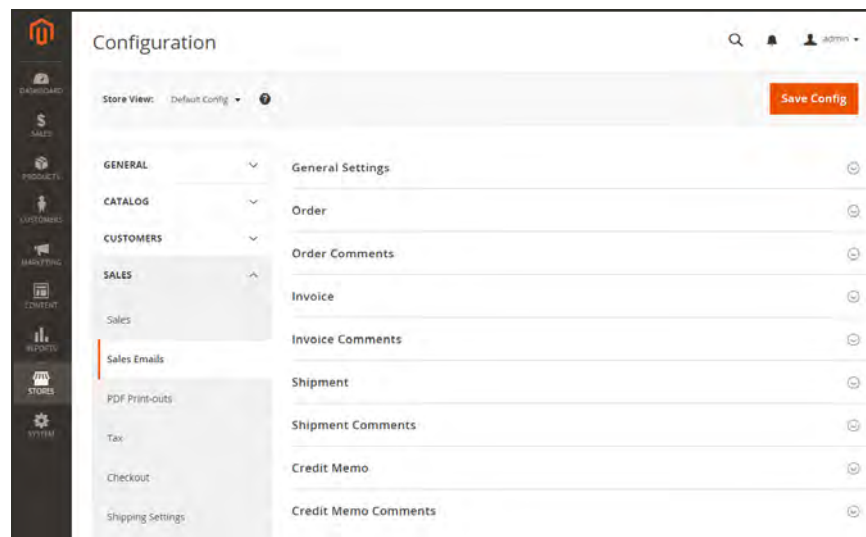 Configuration
admin
DASHBOARD
Store View: Default Config
Save Config
SALES
PRODUCTS
CUSTOMERS
MARKETING
CONTENT
REPORTS
STORES
SYSTEM
GENERAL
CATALOG
CUSTOMERS
SALES
Sales
Sales Emails
PDF Print-outs
Tax
Checkout
Shipping Settings
General Settings
Order
Order Comments
Invoice
Invoice Comments
Shipment
Shipment Comments
Credit Memo
Credit Memo Comments